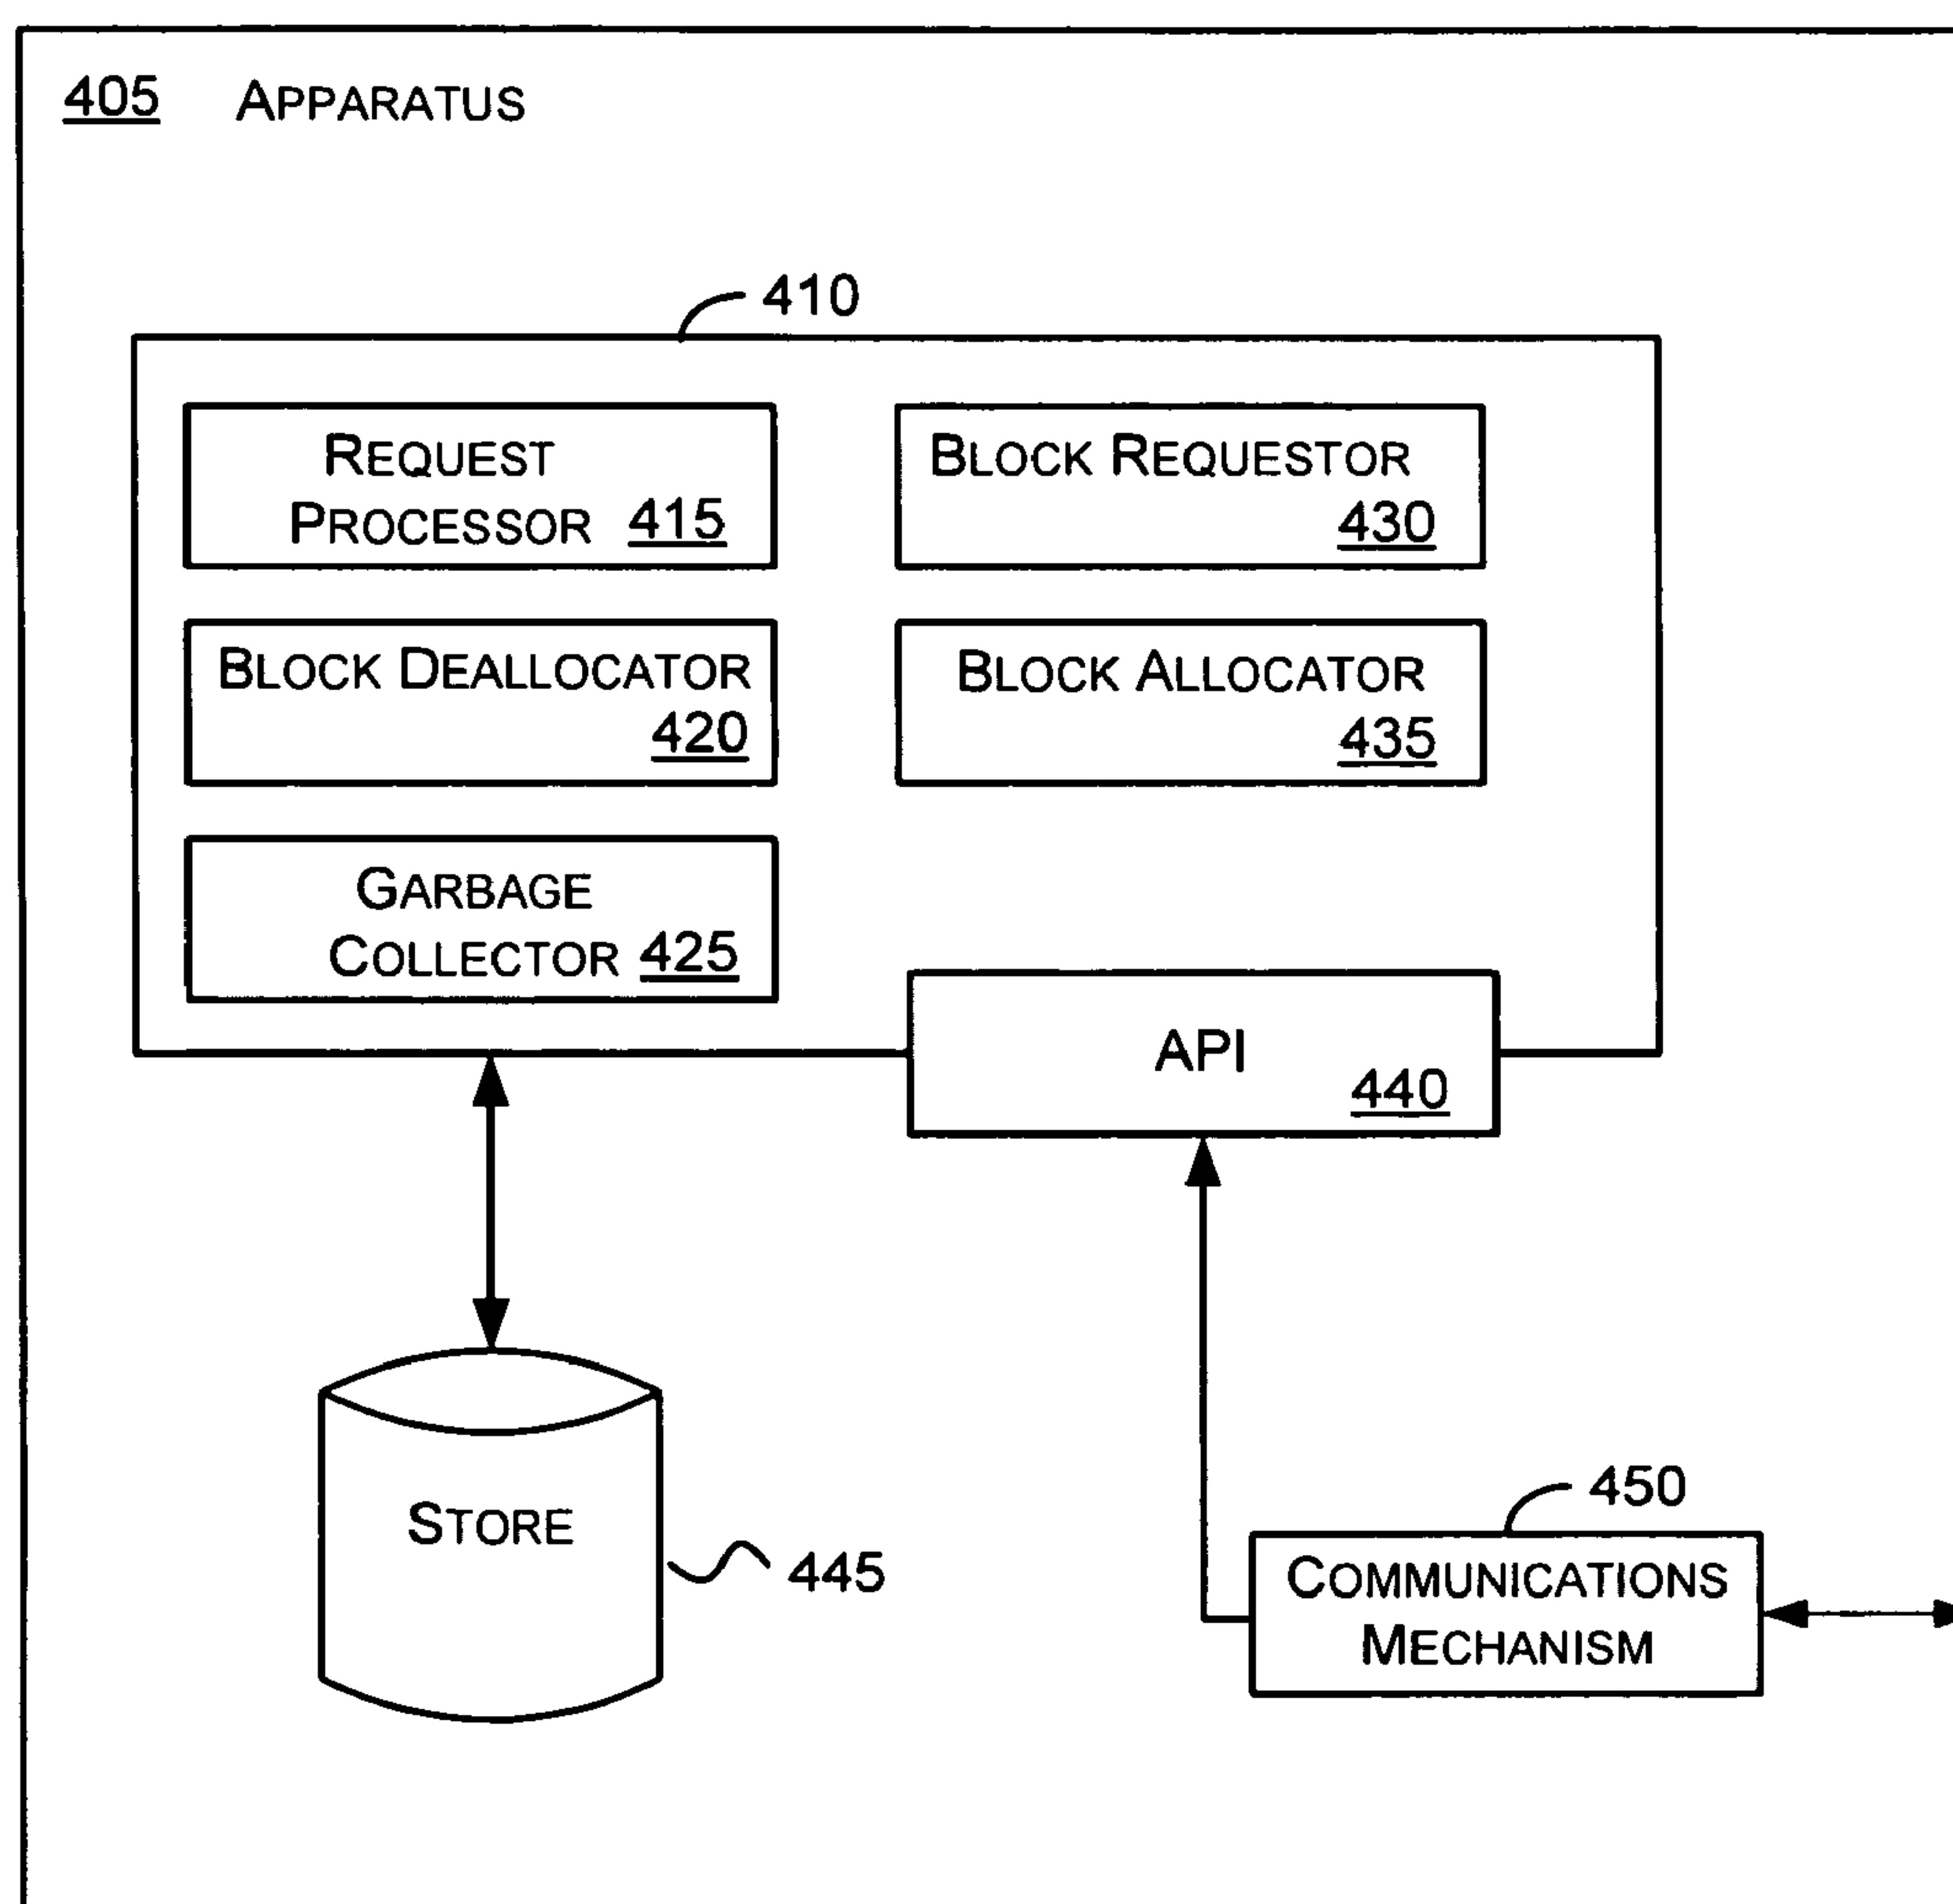 405 APPARATUS
410
REQUEST
PROCESSOR 415
BLOCK REQUESTOR
430
BLOCK DEALLOCATOR
420
BLOCK ALLOCATOR
435
GARBAGE
COLLECTOR 425
API
440
STORE
445
450
COMMUNICATIONS
MECHANISM